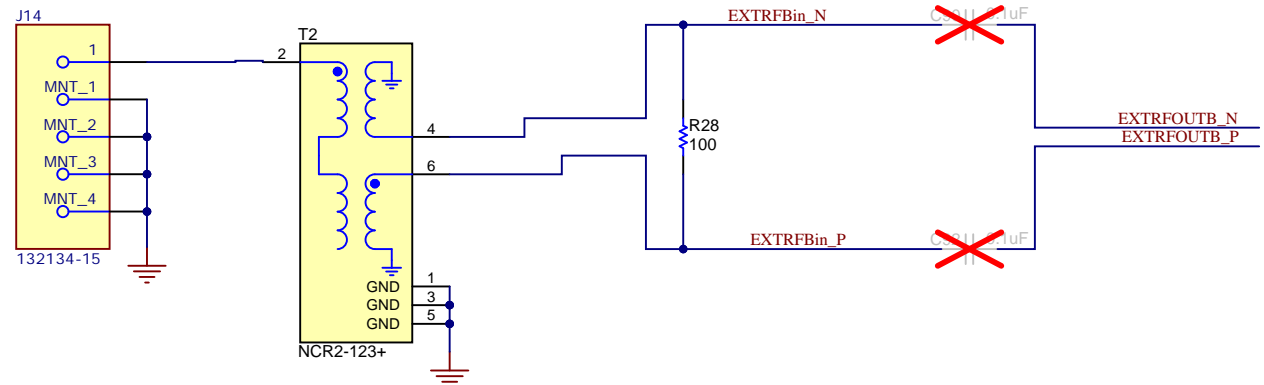 J14
1
MNT_1
MNT_2
MNT_3
MNT_4
132134-15
T2
2
4
6
GND 1
GND 3
GND 5
NCR2-123+
EXTRFBin_N
R28
100
EXTRFBin_P
EXTRFOUTB_N
EXTRFOUTB_P